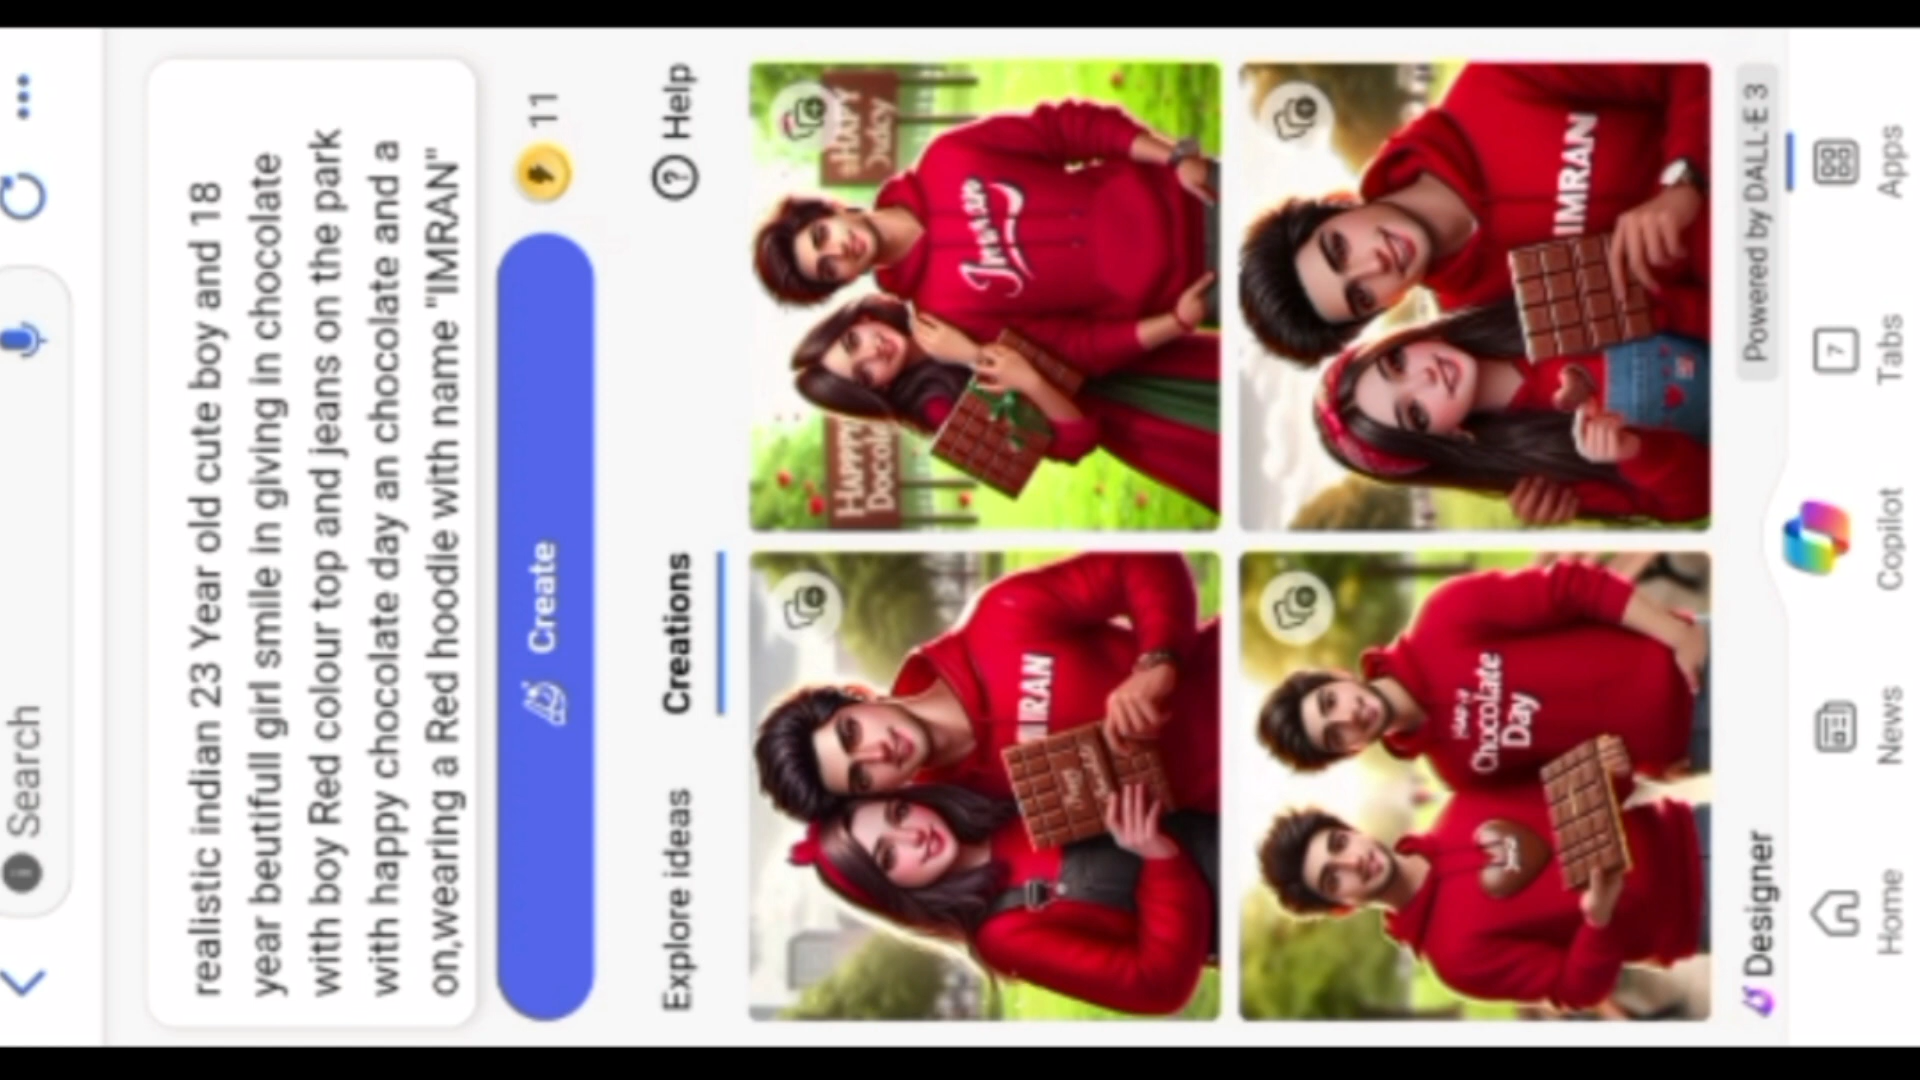 Search
realistic indian 23 Year old cute boy and 18
year beutifull girl smile in giving in chocolate
with boy Red colour top and jeans on the park
with happy chocolate day an chocolate and a
on,wearing a Red hoodie with name "IMRAN"
Create
11
Explore ideas
Creations
Help
IMRAN
HAPPY
IMRAN
Chocolate
Day
Designer
Powered by DALL·E 3
Home
News
Copilot
7
Tabs
Apps